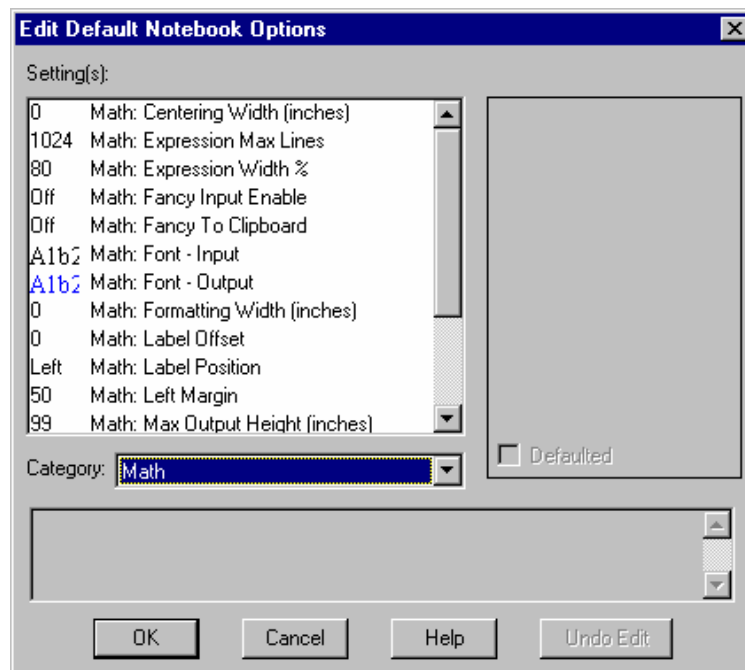 Edit Default Notebook Options
Setting(s):
0 Math: Centering Width (inches)
1024 Math: Expression Max Lines
80 Math: Expression Width %
Off Math: Fancy Input Enable
Off Math: Fancy To Clipboard
A1b2 Math: Font - Input
A1b2 Math: Font - Output
0 Math: Formatting Width (inches)
0 Math: Label Offset
Left Math: Label Position
50 Math: Left Margin
99 Math: Max Output Height (inches)
Defaulted
Category: Math
OK Cancel Help Undo Edit